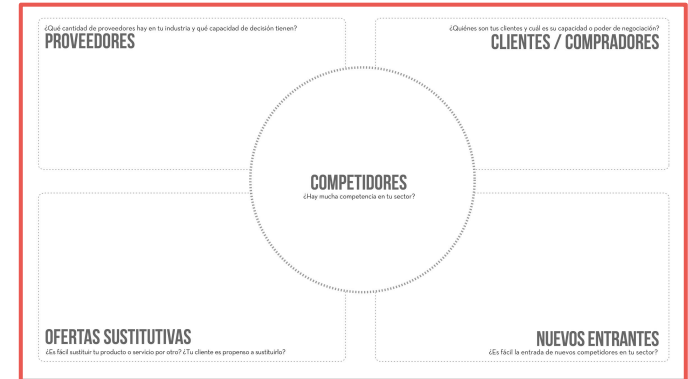 ¿Qué cantidad de proveedores hay en tu industria y qué capacidad de decisión tienen?
PROVEEDORES
¿Quiénes son tus clientes y cuál es su capacidad o poder de negociación?
CLIENTES / COMPRADORES
COMPETIDORES
¿Hay mucha competencia en tu sector?
OFERTAS SUSTITUTIVAS
¿Es fácil sustituir tu producto o servicio por otro? ¿Tu cliente es propenso a sustituirlo?
NUEVOS ENTRANTES
¿Es fácil la entrada de nuevos competidores en tu sector?